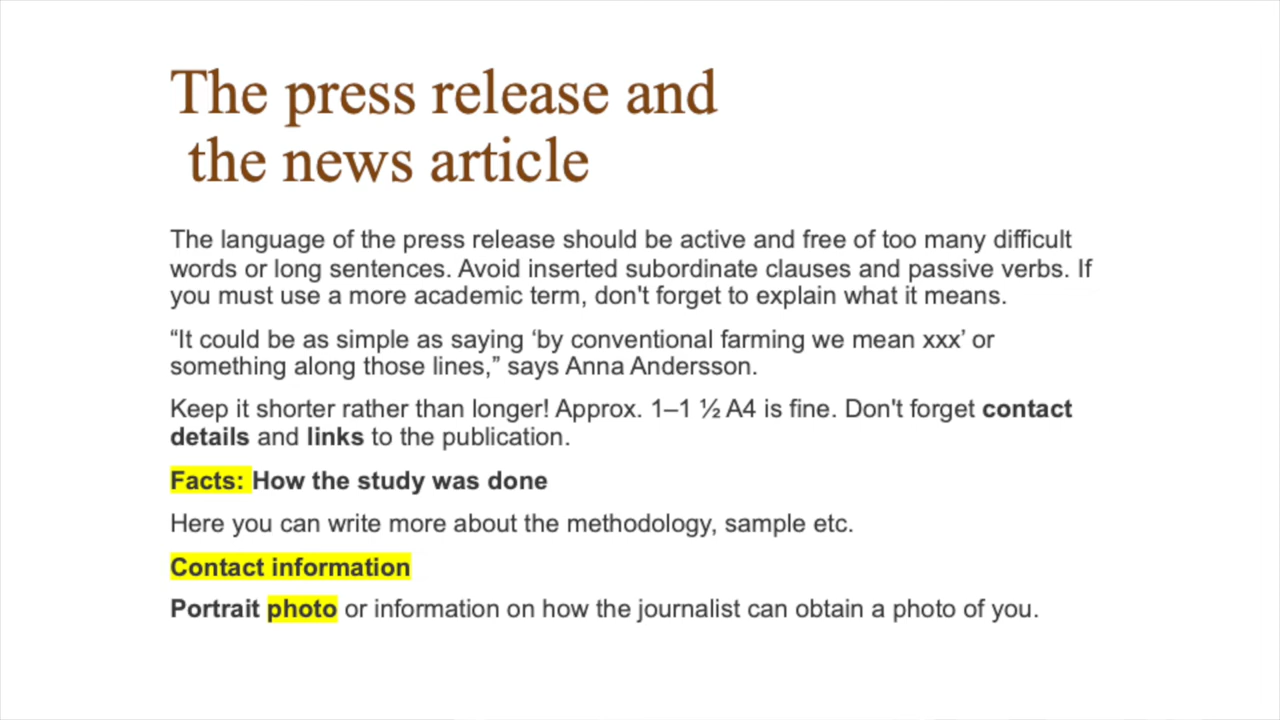 The press release and
the news article
The language of the press release should be active and free of too many difficult
words or long sentences. Avoid inserted subordinate clauses and passive verbs. If
you must use a more academic term, don't forget to explain what it means.
“It could be as simple as saying ‘by conventional farming we mean xxx’ or
something along those lines,” says Anna Andersson.
Keep it shorter rather than longer! Approx. 1–1 ½ A4 is fine. Don't forget contact
details and links to the publication.
Facts: How the study was done
Here you can write more about the methodology, sample etc.
Contact information
Portrait photo or information on how the journalist can obtain a photo of you.